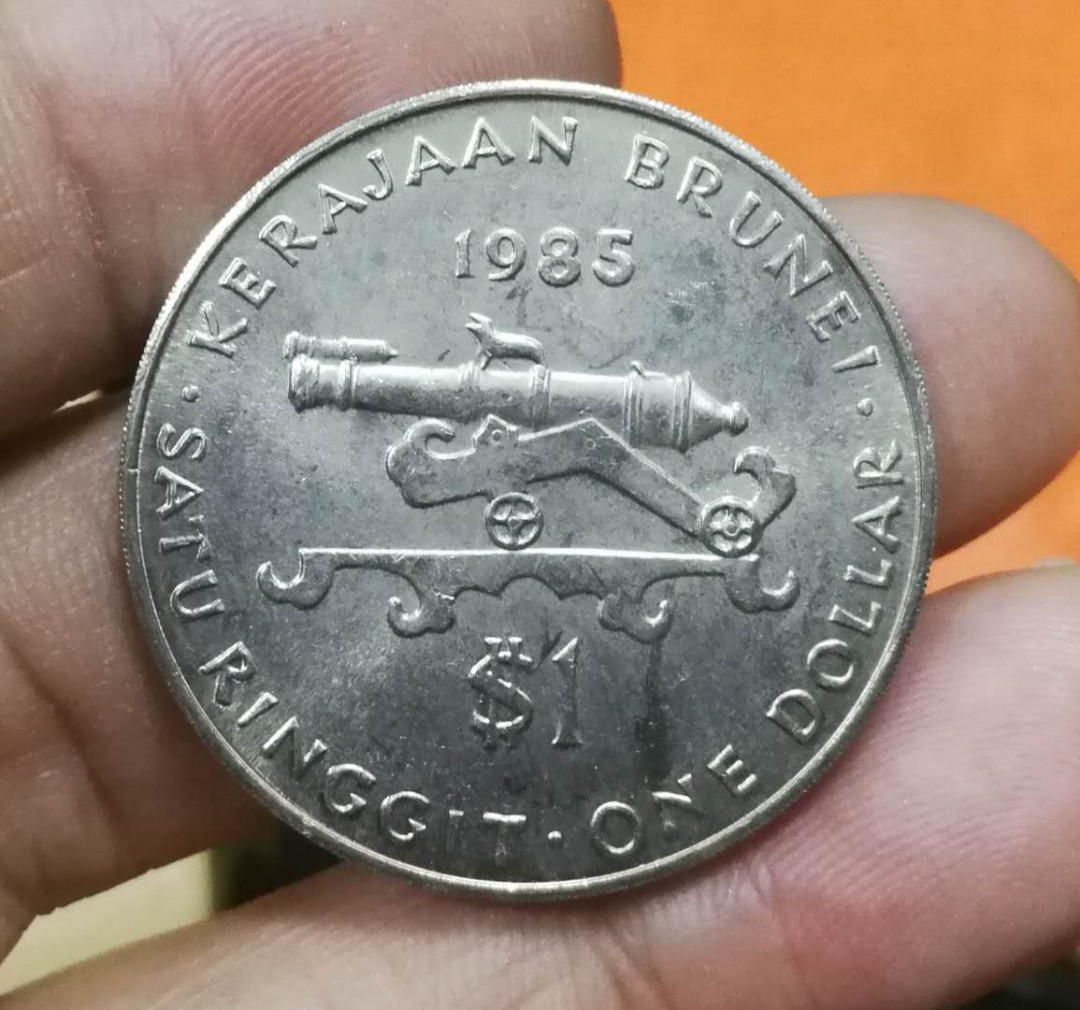 KERAJAAN BRUNEI
1985
$1
SATU RINGGIT · ONE DOLLAR